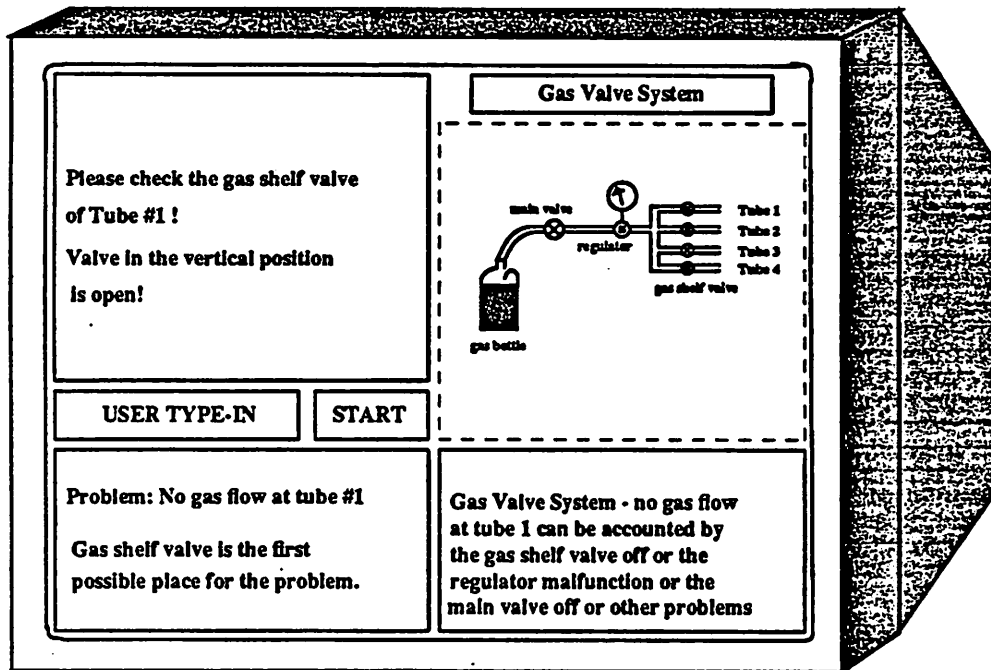 Please check the gas shelf valve
of Tube #1 !
Valve in the vertical position
is open!
USER TYPE-IN
START
Problem: No gas flow at tube #1
Gas shelf valve is the first
possible place for the problem.
Gas Valve System
main valve
regulator
Tube 1
Tube 2
Tube 3
Tube 4
gas shelf valve
gas bottle
Gas Valve System - no gas flow
at tube 1 can be accounted by
the gas shelf valve off or the
regulator malfunction or the
main valve off or other problems